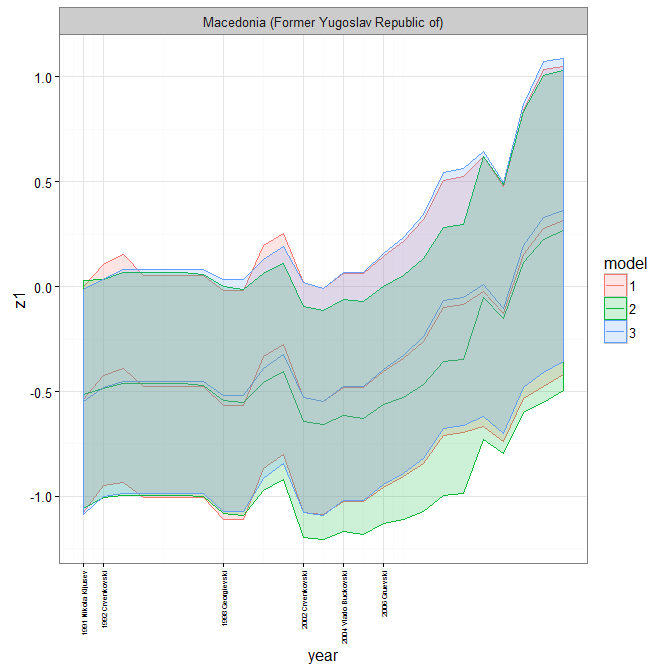 Macedonia (Former Yugoslav Republic of)
1.0
0.5
0.0
-0.5
-1.0
z1
1991 Nikola Kljusev
1992 Crvenkovski
1998 Georgievski
2002 Crvenkovski
2004 Vlado Buckovski
2006 Gruevski
year
model
1
2
3